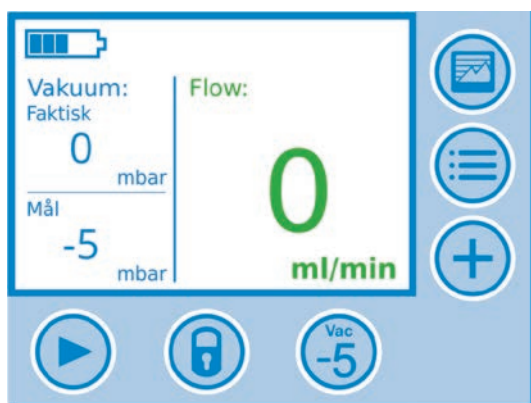 Vakuum:
Faktisk
0
mbar
Mål
-5
mbar
Flow:
0
ml/min
Vac
-5